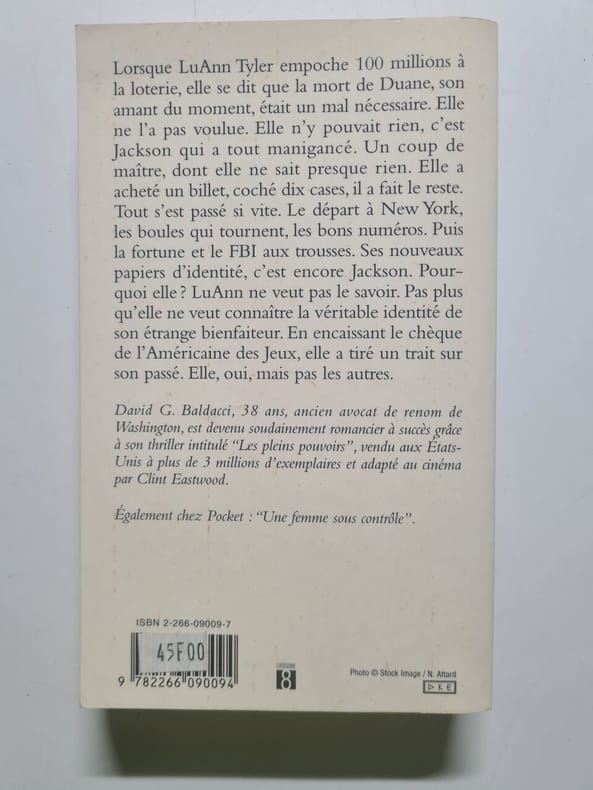 Lorsque LuAnn Tyler empoche 100 millions à
la loterie, elle se dit que la mort de Duane, son
amant du moment, était un mal nécessaire. Elle
ne l'a pas voulue. Elle n'y pouvait rien, c'est
Jackson qui a tout manigancé. Un coup de
maître, dont elle ne sait presque rien. Elle a
acheté un billet, coché dix cases, il a fait le reste.
Tout s'est passé si vite. Le départ à New York,
les boules qui tournent, les bons numéros. Puis
la fortune et le FBI aux trousses. Ses nouveaux
papiers d'identité, c'est encore Jackson. Pour-
quoi elle ? LuAnn ne veut pas le savoir. Pas plus
qu'elle ne veut connaître la véritable identité de
son étrange bienfaiteur. En encaissant le chèque
de l'Américaine des Jeux, elle a tiré un trait sur
son passé. Elle, oui, mais pas les autres.
David G. Baldacci, 38 ans, ancien avocat de renom de
Washington, est devenu soudainement romancier à succès grâce
à son thriller intitulé “Les pleins pouvoirs”, vendu aux États-
Unis à plus de 3 millions d'exemplaires et adapté au cinéma
par Clint Eastwood.
Également chez Pocket : “Une femme sous contrôle”.
ISBN 2-266-09009-7
45F00
9 782266 090094
CATÉGORIE
8
Photo © Stock Image / N. Attard